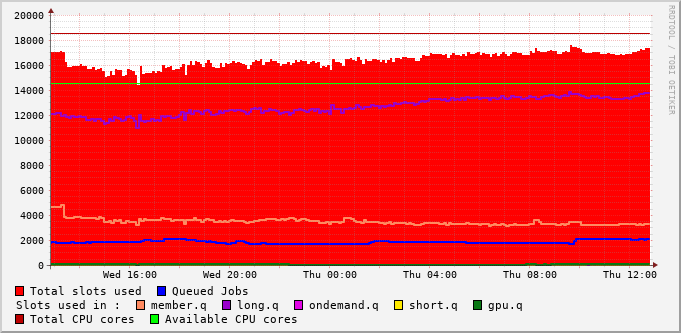 20000
18000
16000
14000
12000
10000
8000
6000
4000
2000
0
Wed 16:00 Wed 20:00 Thu 00:00 Thu 04:00 Thu 08:00 Thu 12:00
RRDTOOL / TOBI OETIKER
Total slots used Queued Jobs
Slots used in : member.q long.q ondemand.q short.q gpu.q
Total CPU cores Available CPU cores